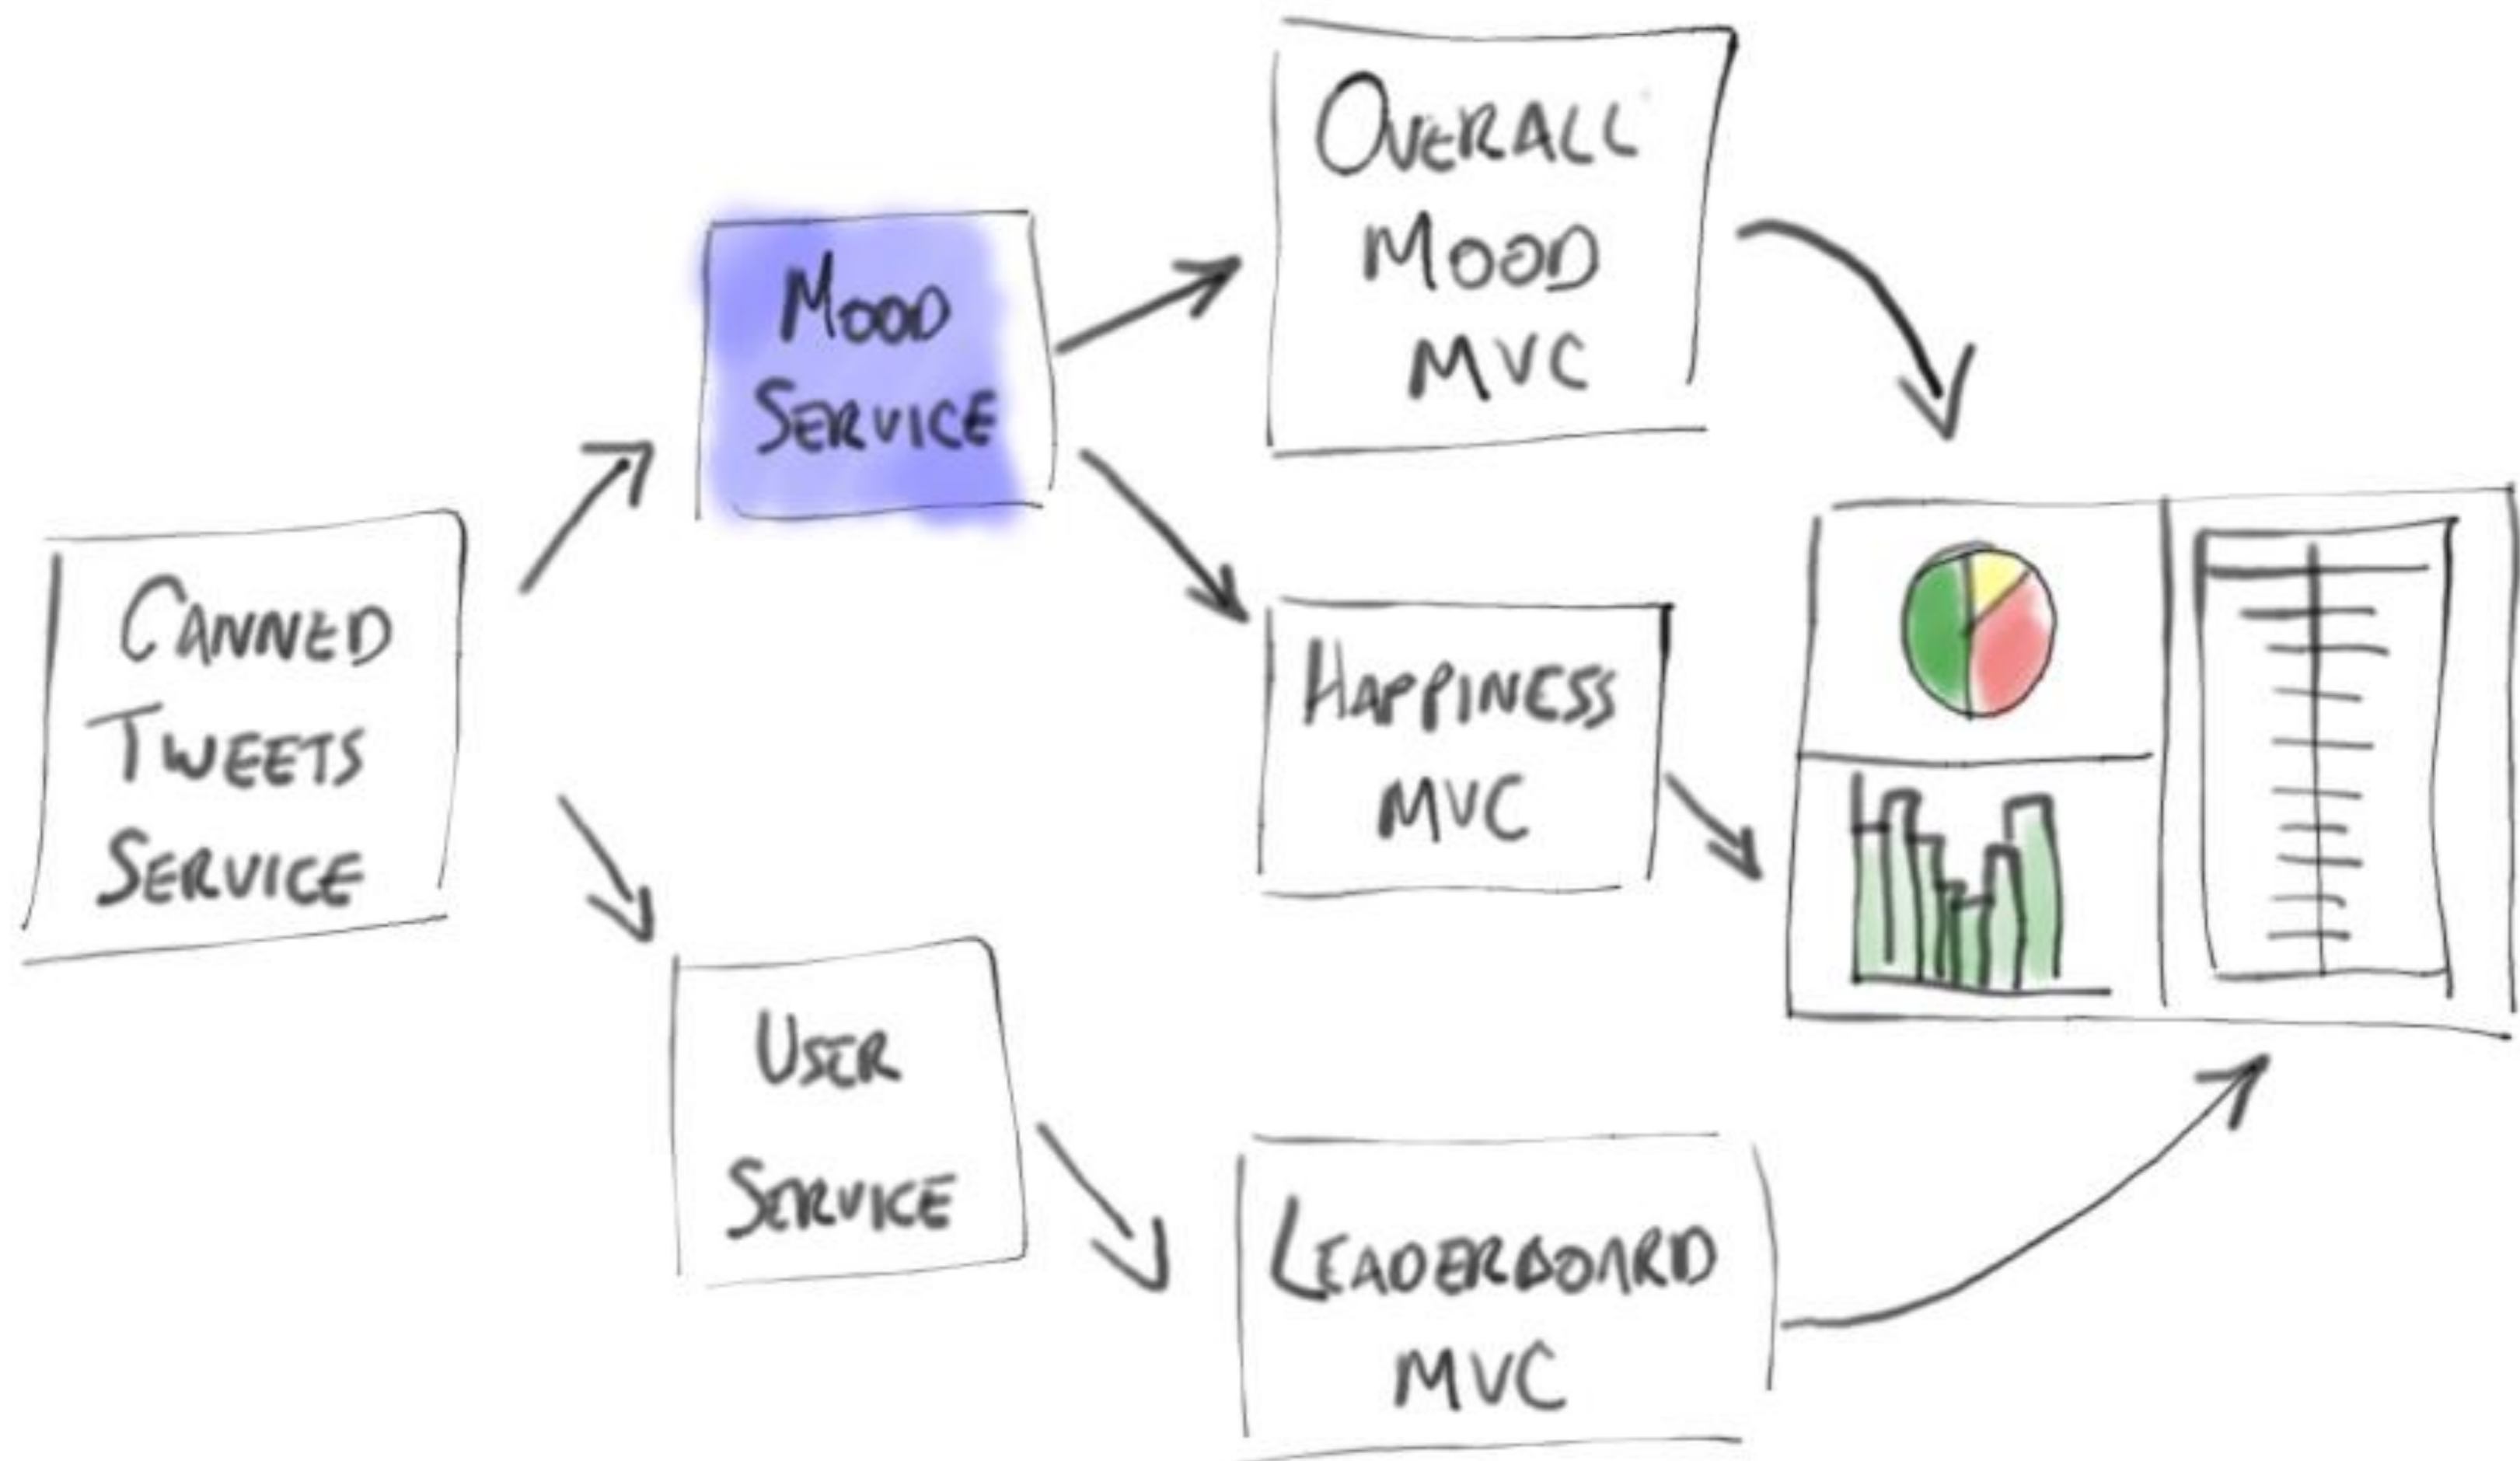 CANNED
TWEETS
SERVICE
MOOD
SERVICE
USER
SERVICE
OVERALL
MOOD
MVC
HAPPINESS
MVC
LEADERBOARD
MVC